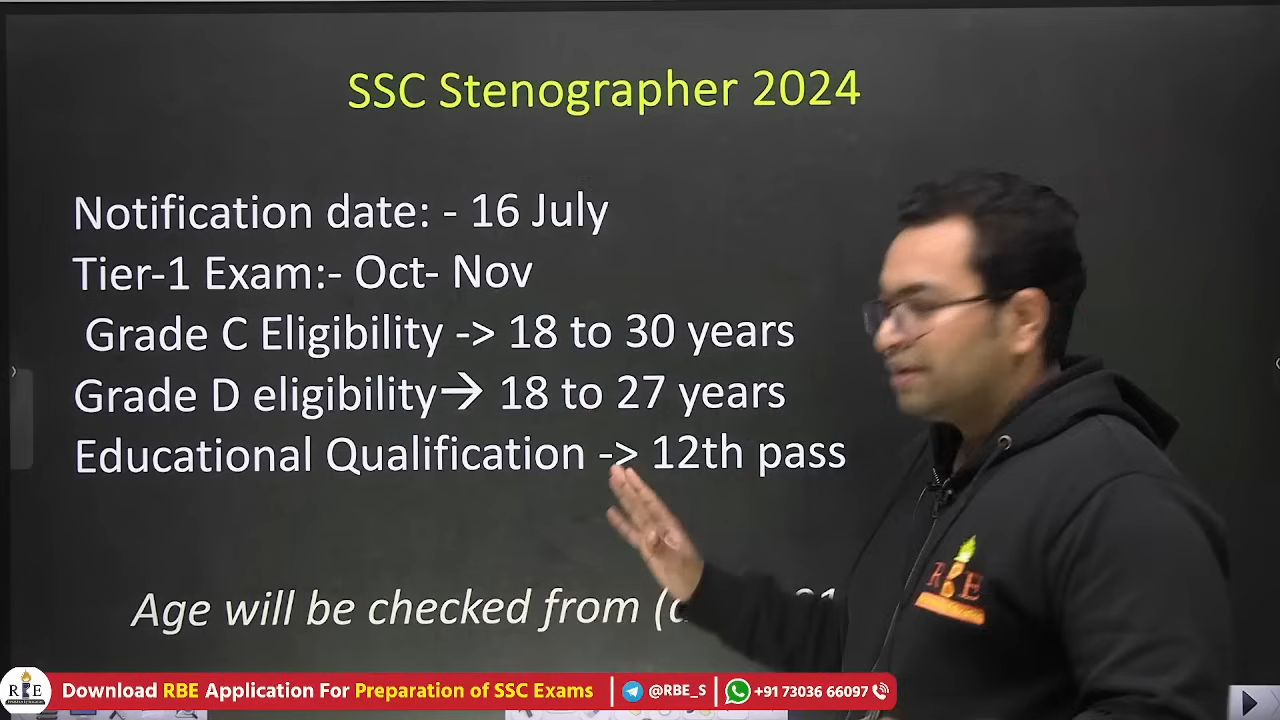 SSC Stenographer 2024
Notification date: - 16 July
Tier-1 Exam:- Oct- Nov
Grade C Eligibility -> 18 to 30 years
Grade D eligibility→ 18 to 27 years
Educational Qualification -> 12th pass
Age will be checked from
RBE
RBE
Download RBE Application For Preparation of SSC Exams
@RBE_S
+91 73036 66097